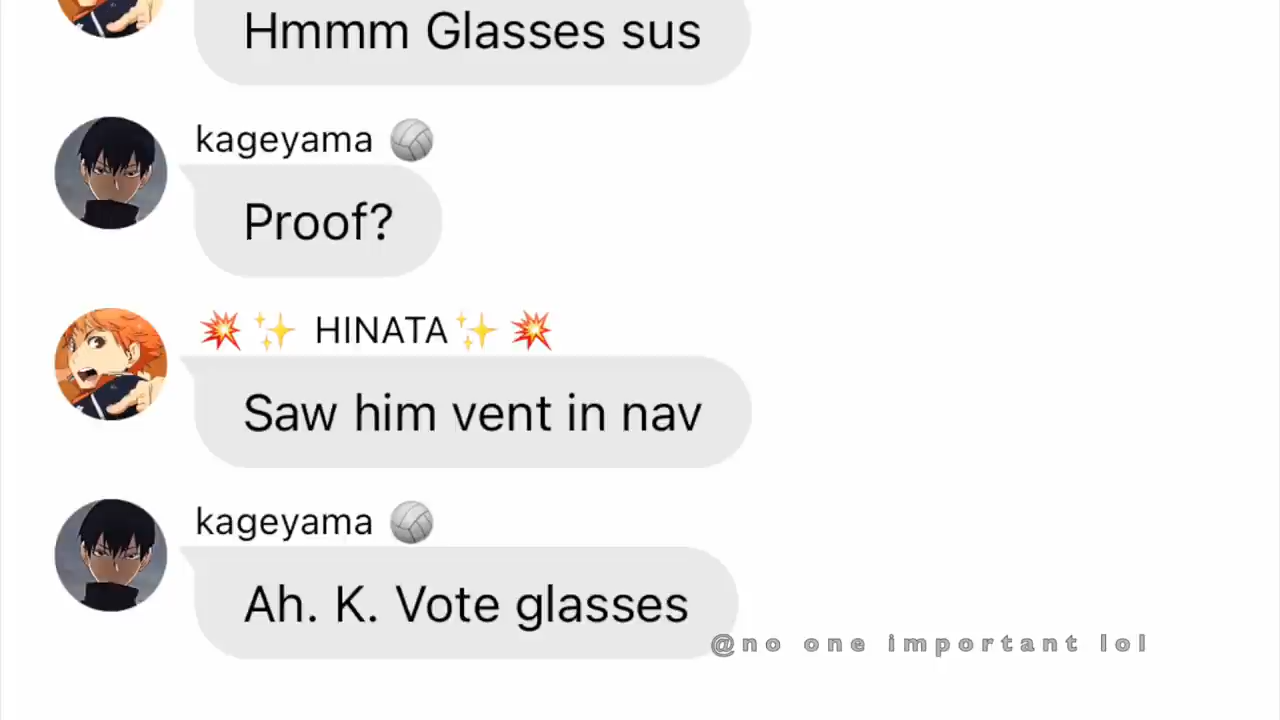 Hmmm Glasses sus
kageyama 🏐
Proof?
💥✨ HINATA✨💥
Saw him vent in nav
kageyama 🏐
Ah. K. Vote glasses
@no one important lol